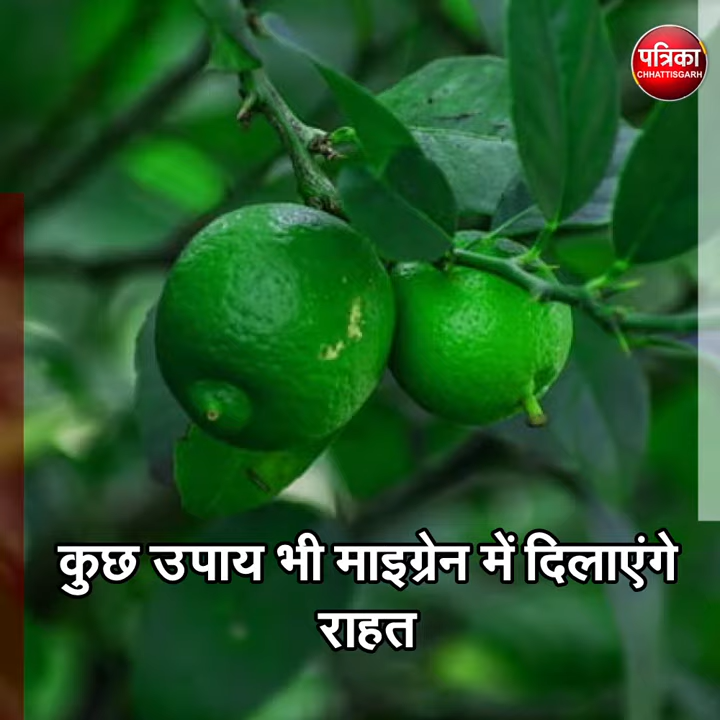 पत्रिका
CHHATTISGARH
कुछ उपाय भी माइग्रेन में दिलाएंगे
राहत